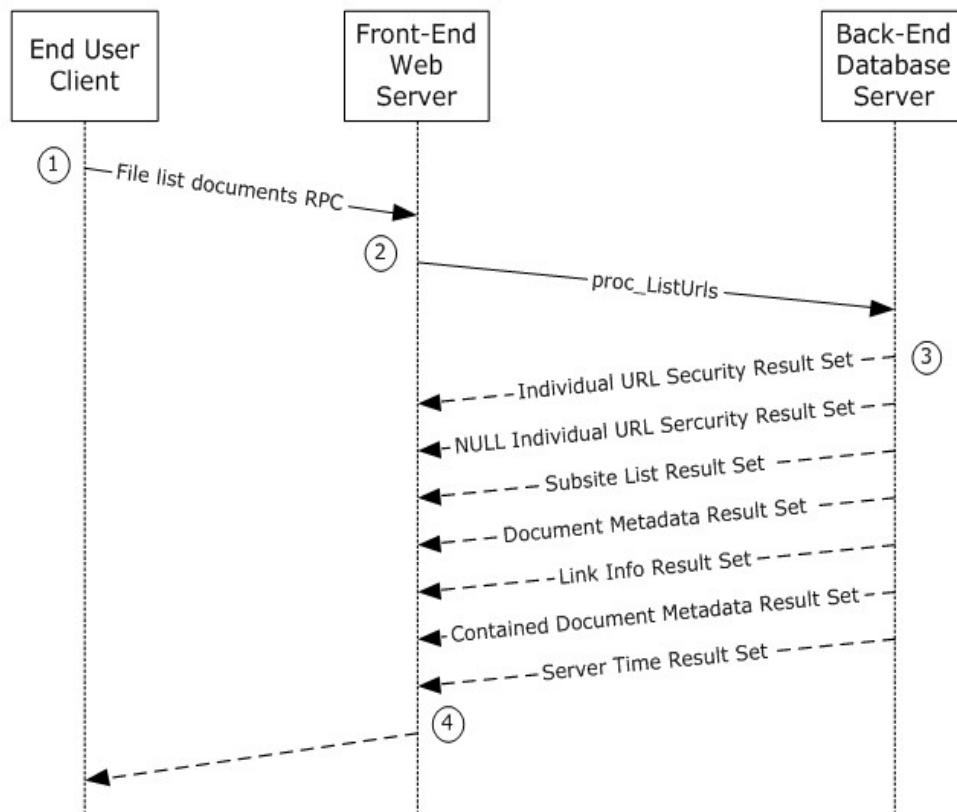 End User
Client
Front-End
Web
Server
Back-End
Database
Server
1
File list documents RPC
2
proc_ListUrls
3
Individual URL Security Result Set
NULL Individual URL Sercurity Result Set
Subsite List Result Set
Document Metadata Result Set
Link Info Result Set
Contained Document Metadata Result Set
Server Time Result Set
4